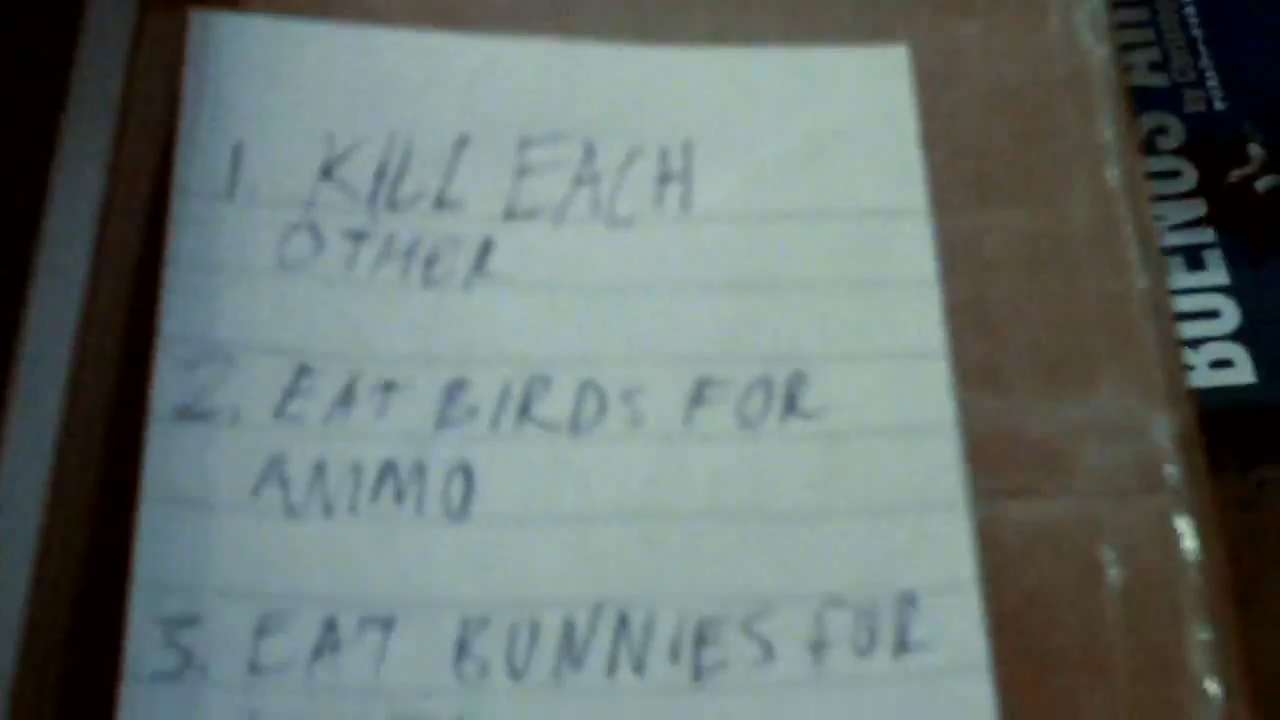 1. KILL EACH
OTHER
2. EAT BIRDS FOR
AMMO
3. EAT BUNNIES FOR
BUENOS